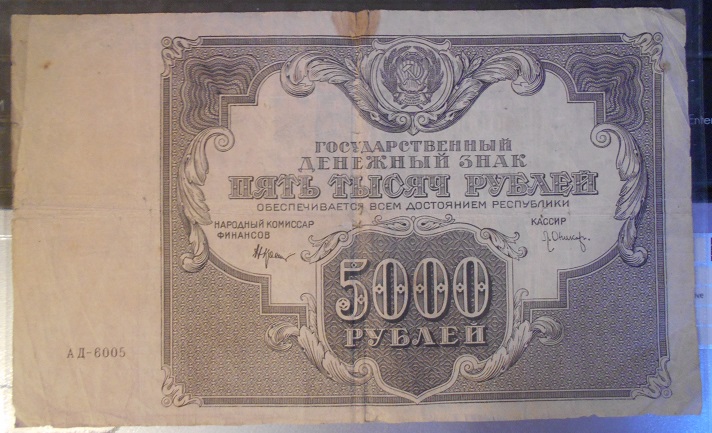 ГОСУДАРСТВЕННЫЙ
ДЕНЕЖНЫЙ ЗНАК
ПЯТЬ ТЫСЯЧ РУБЛЕЙ
ОБЕСПЕЧИВАЕТСЯ ВСЕМ ДОСТОЯНИЕМ РЕСПУБЛИКИ
НАРОДНЫЙ КОМИССАР
ФИНАНСОВ
КАССИР
5000
РУБЛЕЙ
АД-6005